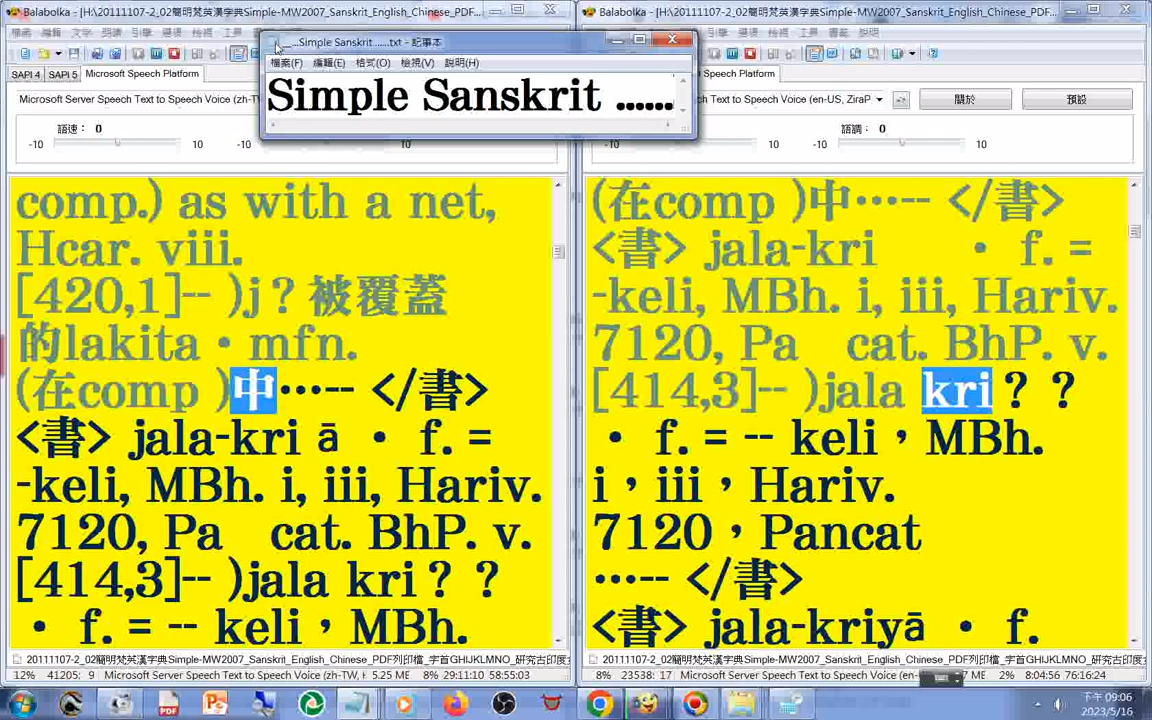 Balabolka - [H:\20111107-2_02簡明梵英漢字典Simple-MW2007_Sanskrit_English_Chinese_PDF
Balabolka - [H:\20111107-2_02簡明梵英漢字典Simple-MW2007_Sanskrit_English_Chinese_PDF...
檔案 編輯 文字 朗讀
...Simple Sanskrit......txt - 記事本
檔案(F) 編輯(E) 格式(O) 檢視(V) 說明(H)
Simple Sanskrit ......
SAPI 4 SAPI 5 Microsoft Speech Platform
Speech Platform
Microsoft Server Speech Text to Speech Voice (zh-TW
Microsoft Server Speech Text to Speech Voice (en-US, ZiraP
關於 預設
語速： 0
-10 10 10
語調： 0
10 -10 10
comp.) as with a net,
Hcar. viii.
[420,1]-- )j？被覆蓋
的lakita • mfn.
(在comp )中…-- </書>
<書> jala-kri ā • f. =
-keli, MBh. i, iii, Hariv.
7120, Pa cat. BhP. v.
[414,3]-- )jala kri？？
• f. = -- keli，MBh.
(在comp )中…-- </書>
<書> jala-kri • f. =
-keli, MBh. i, iii, Hariv.
7120, Pa cat. BhP. v.
[414,3]-- )jala kri？？
• f. = -- keli，MBh.
i，iii，Hariv.
7120，Pancat
…-- </書>
<書> jala-kriyā • f.
20111107-2_02簡明梵英漢字典Simple-MW2007_Sanskrit_English_Chinese_PDF列印檔_字首GHIJKLMNO_研究古印度
20111107-2_02簡明梵英漢字典Simple-MW2007_Sanskrit_English_Chinese_PDF列印檔_字首GHIJKLMNO_研究古印度
12% 41205: 9 Microsoft Server Speech Text to Speech Voice (zh-TW, 5.25 ME 8% 29:11:10 58:55:03
8% 23538: 17 Microsoft Server Speech Text to Speech Voice 2% 8:04:56 76:16:24
下午 09:06
2023/5/16